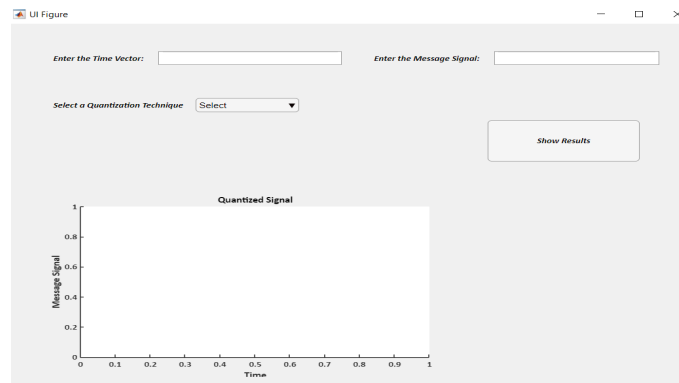 UI Figure
Enter the Time Vector:
Enter the Message Signal:
Select a Quantization Technique
Select
Show Results
Quantized Signal
1
0.8
0.6
0.4
0.2
0
Message Signal
0 0.1 0.2 0.3 0.4 0.5 0.6 0.7 0.8 0.9 1
Time